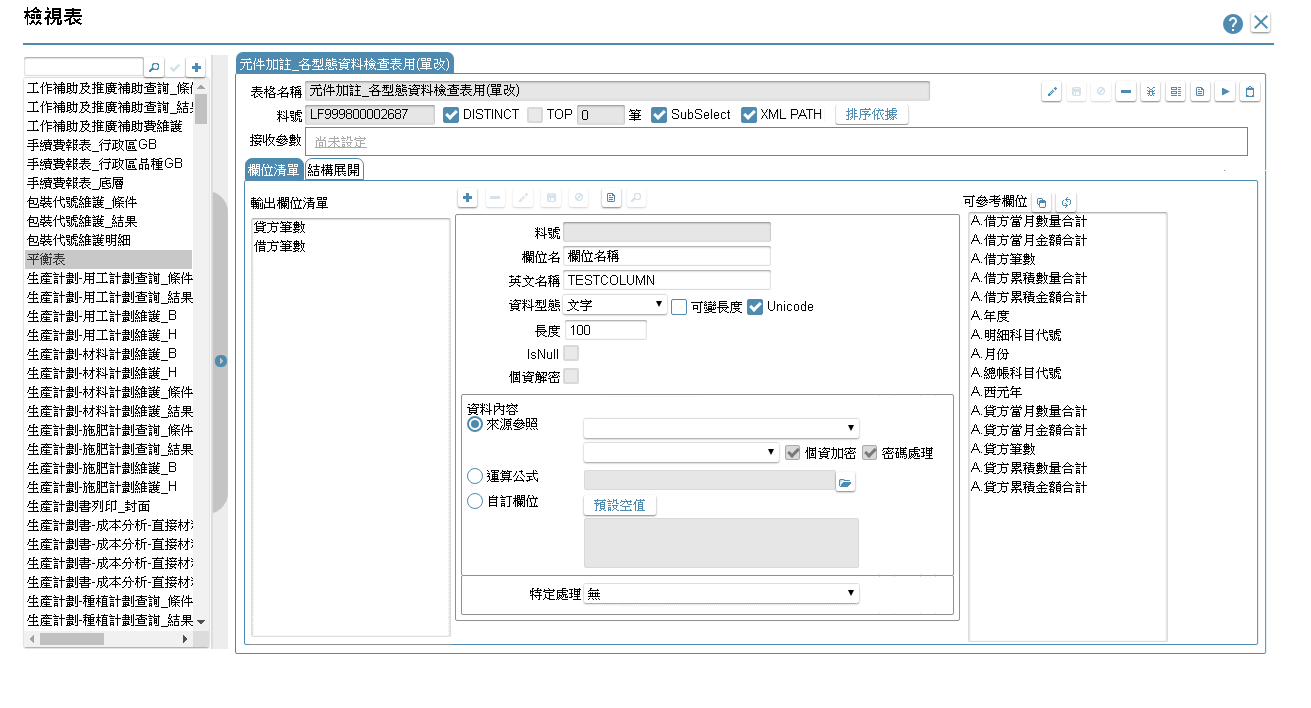 檢視表
工作補助及推廣補助查詢_條件
工作補助及推廣補助查詢_結
工作補助及推廣補助費維護
手續費報表_行政區GB
手續費報表_行政區品種GB
手續費報表_底層
包裝代號維護_條件
包裝代號維護_結果
包裝代號維護明細
平衡表
生產計劃-用工計劃查詢_條件
生產計劃-用工計劃查詢_結果
生產計劃-用工計劃維護_B
生產計劃-用工計劃維護_H
生產計劃-材料計劃維護_B
生產計劃-材料計劃維護_H
生產計劃-材料計劃維護_條件
生產計劃-材料計劃維護_結果
生產計劃-施肥計劃查詢_條件
生產計劃-施肥計劃查詢_結果
生產計劃-施肥計劃維護_B
生產計劃-施肥計劃維護_H
生產計劃書列印_封面
生產計劃書-成本分析-直接材
生產計劃書-成本分析-直接材
生產計劃書-成本分析-直接材
生產計劃書-成本分析-直接材
生產計劃-種植計劃查詢_條件
生產計劃-種植計劃查詢_結果
元件加註_各型態資料檢查表用(單改)
表格名稱 元件加註_各型態資料檢查表用(單改)
料號 LF999800002687 DISTINCT TOP 0 筆 SubSelect XML PATH 排序依據
接收參數 尚未設定
欄位清單 結構展開
輸出欄位清單
貸方筆數
借方筆數
料號
欄位名 欄位名稱
英文名稱 TESTCOLUMN
資料型態 文字 可變長度 Unicode
長度 100
IsNull
個資解密
資料內容
來源參照
個資加密 密碼處理
運算公式
自訂欄位 預設空值
特定處理 無
可參考欄位
A.借方當月數量合計
A.借方當月金額合計
A.借方筆數
A.借方累積數量合計
A.借方累積金額合計
A.年度
A.明細科目代號
A.月份
A.總帳科目代號
A.西元年
A.貸方當月數量合計
A.貸方當月金額合計
A.貸方筆數
A.貸方累積數量合計
A.貸方累積金額合計